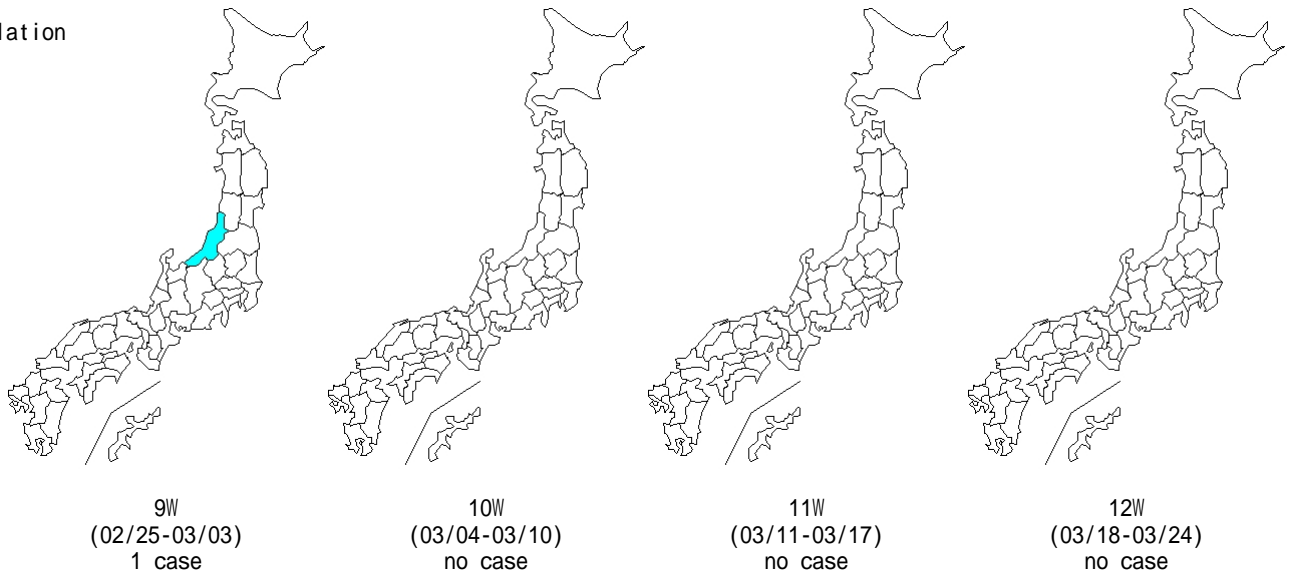 lation
9W
(02/25-03/03)
1 case
10W
(03/04-03/10)
no case
11W
(03/11-03/17)
no case
12W
(03/18-03/24)
no case